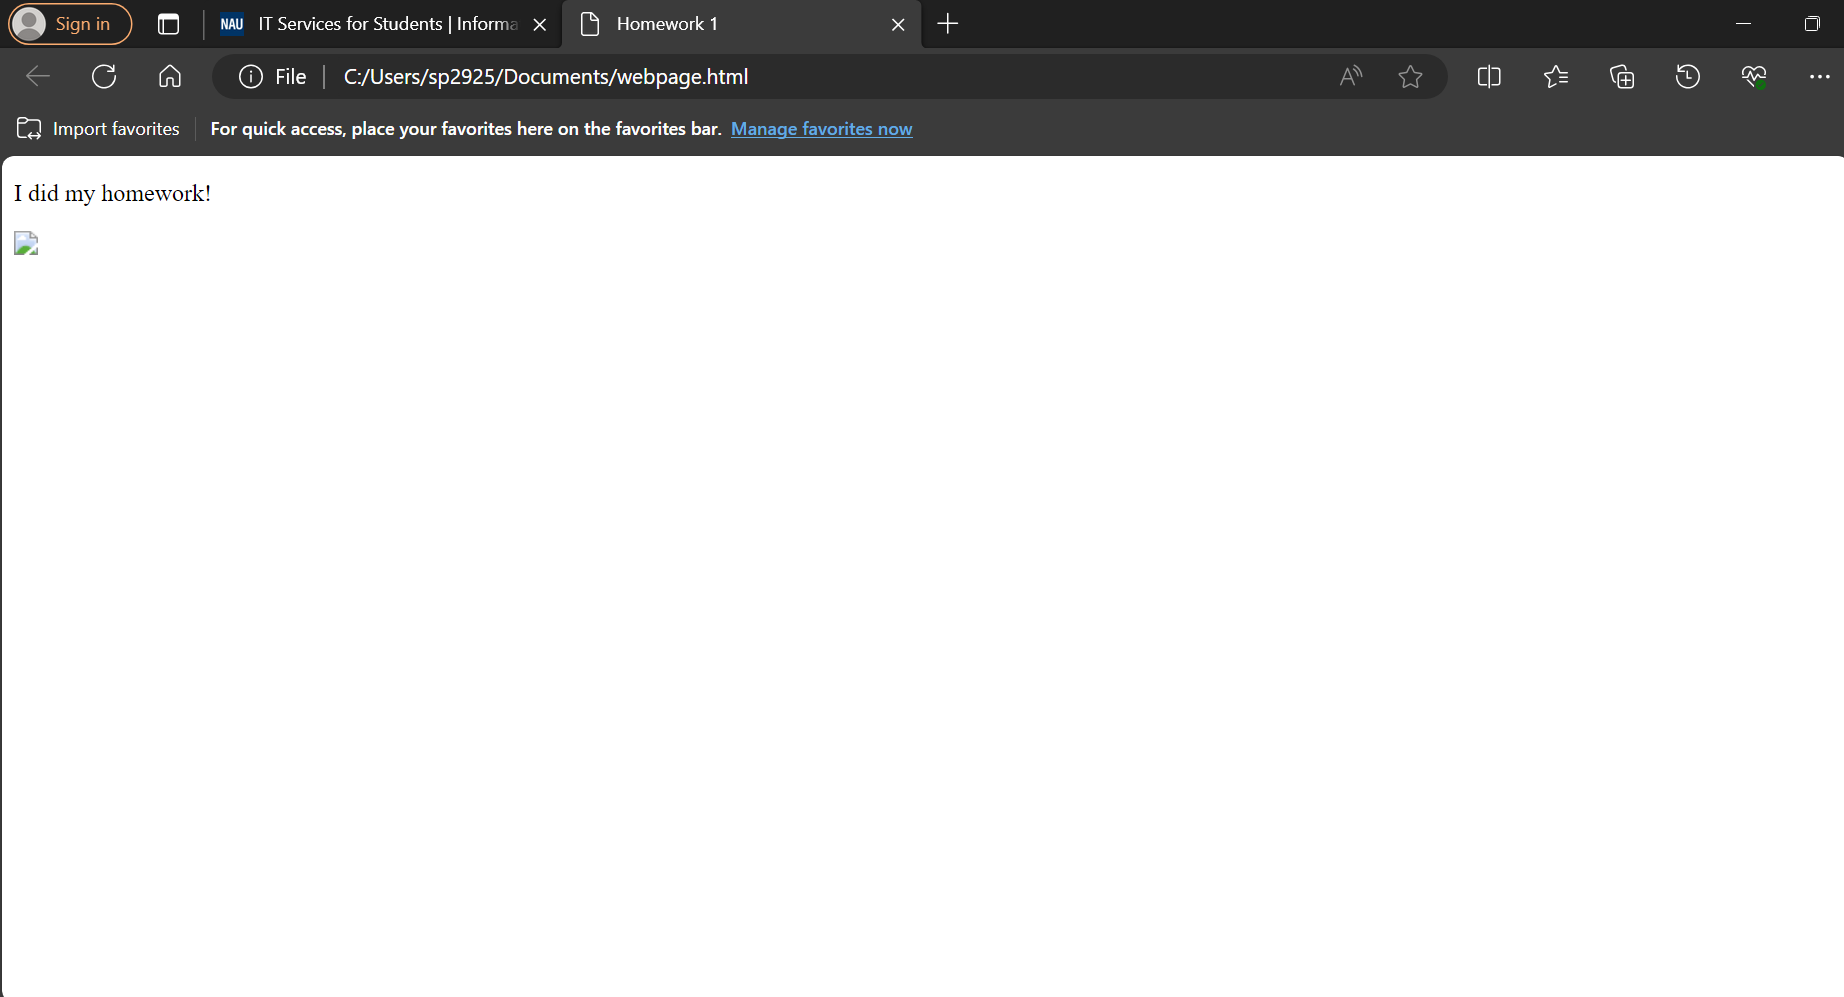 Sign in
NAU IT Services for Students | Informa
Homework 1
File C:/Users/sp2925/Documents/webpage.html
Import favorites For quick access, place your favorites here on the favorites bar. Manage favorites now
I did my homework!